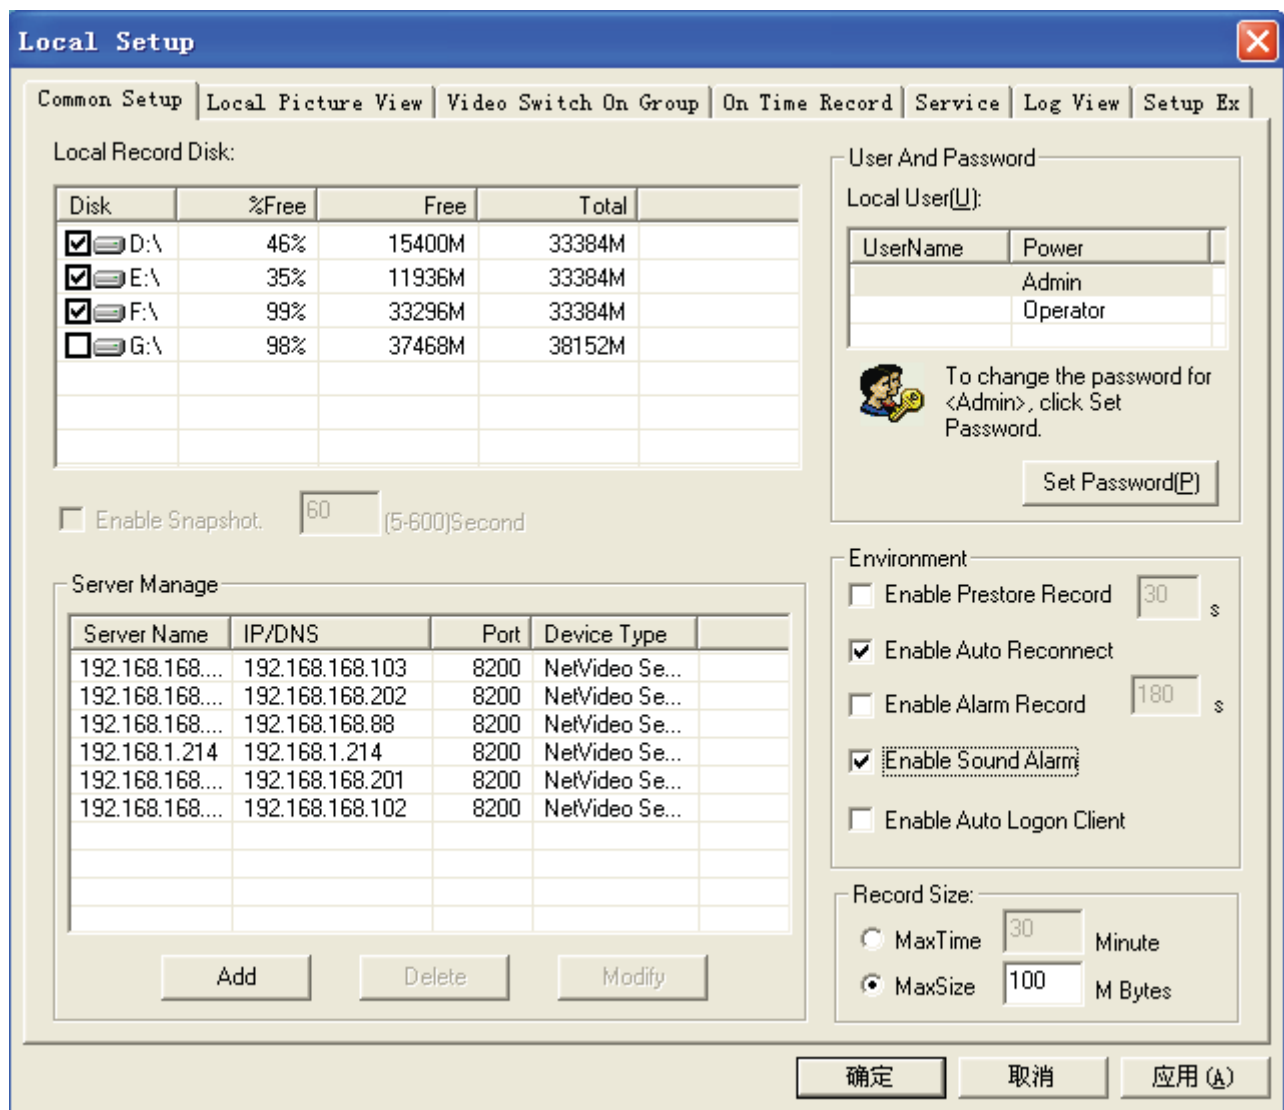 Local Setup
Common Setup Local Picture View Video Switch On Group On Time Record Service Log View Setup Ex
Local Record Disk:
Disk %Free Free Total
D:\ 46% 15400M 33384M
E:\ 35% 11936M 33384M
F:\ 99% 33296M 33384M
G:\ 98% 37468M 38152M
Enable Snapshot. 60 (5-600)Second
Server Manage
Server Name IP/DNS Port Device Type
192.168.168.... 192.168.168.103 8200 NetVideo Se...
192.168.168.... 192.168.168.202 8200 NetVideo Se...
192.168.168.... 192.168.168.88 8200 NetVideo Se...
192.168.1.214 192.168.1.214 8200 NetVideo Se...
192.168.168.... 192.168.168.201 8200 NetVideo Se...
192.168.168.... 192.168.168.102 8200 NetVideo Se...
Add Delete Modify
User And Password
Local User(U):
UserName Power
Admin
Operator
To change the password for
<Admin>, click Set
Password.
Set Password(P)
Environment
Enable Prestore Record 30 s
Enable Auto Reconnect
Enable Alarm Record 180 s
Enable Sound Alarm
Enable Auto Logon Client
Record Size:
MaxTime 30 Minute
MaxSize 100 M Bytes
确定 取消 应用(A)